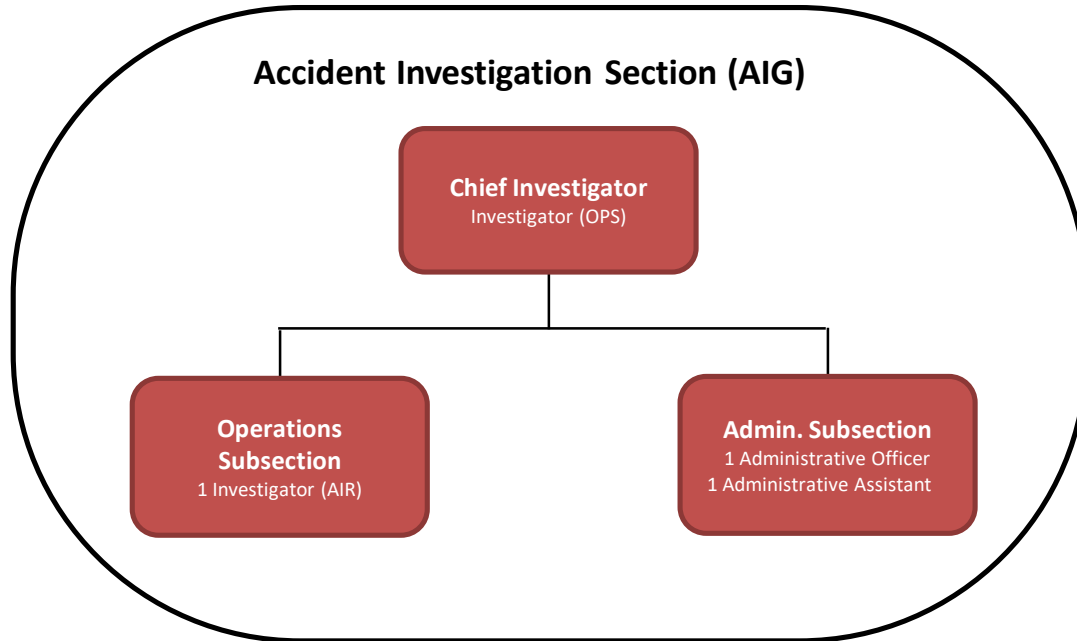 Accident Investigation Section (AIG)
Chief Investigator
Investigator (OPS)
Operations
Subsection
1 Investigator (AIR)
Admin. Subsection
1 Administrative Officer
1 Administrative Assistant